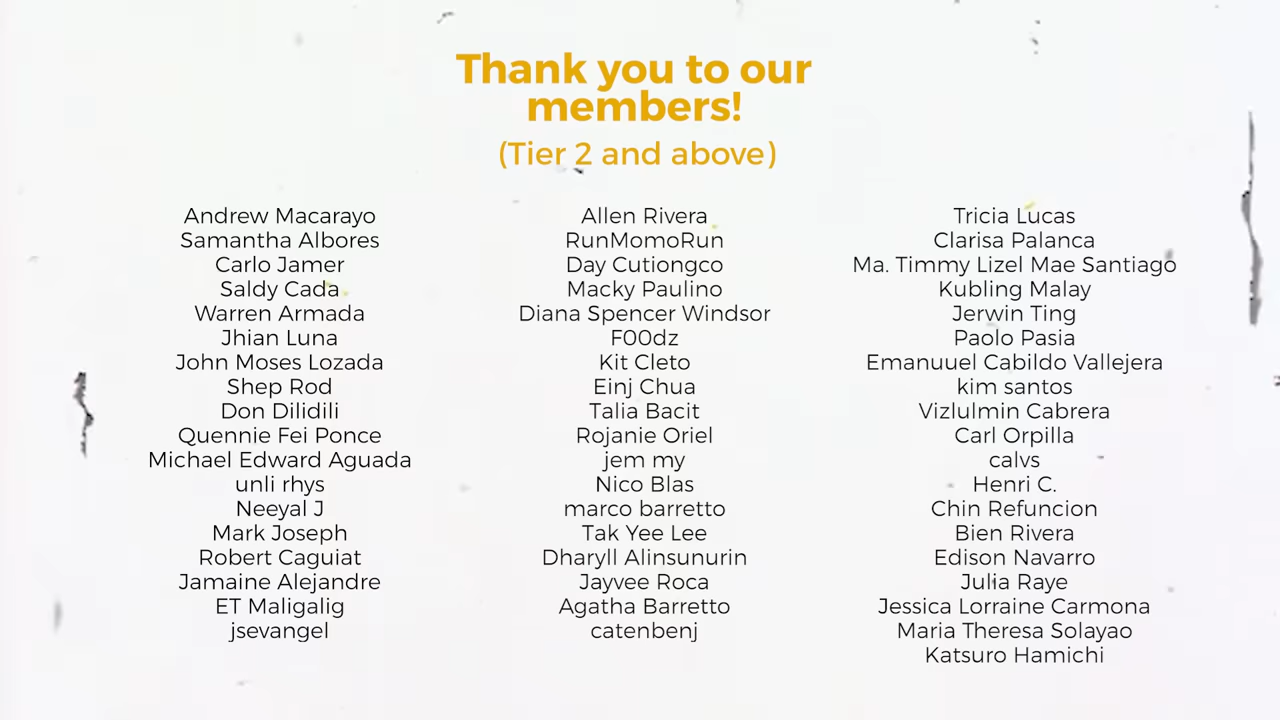 Thank you to our
members!
(Tier 2 and above)
Andrew Macarayo
Samantha Albores
Carlo Jamer
Saldy Cada
Warren Armada
Jhian Luna
John Moses Lozada
Shep Rod
Don Dilidili
Quennie Fei Ponce
Michael Edward Aguada
unli rhys
Neeyal J
Mark Joseph
Robert Caguiat
Jamaine Alejandre
ET Maligalig
jsevangel
Allen Rivera
RunMomoRun
Day Cutiongco
Macky Paulino
Diana Spencer Windsor
F00dz
Kit Cleto
Einj Chua
Talia Bacit
Rojanie Oriel
jem my
Nico Blas
marco barretto
Tak Yee Lee
Dharyll Alinsunurin
Jayvee Roca
Agatha Barretto
catenbenj
Tricia Lucas
Clarisa Palanca
Ma. Timmy Lizel Mae Santiago
Kubling Malay
Jerwin Ting
Paolo Pasia
Emanuuel Cabildo Vallejera
kim santos
Vizlulmin Cabrera
Carl Orpilla
calvs
Henri C.
Chin Refuncion
Bien Rivera
Edison Navarro
Julia Raye
Jessica Lorraine Carmona
Maria Theresa Solayao
Katsuro Hamichi